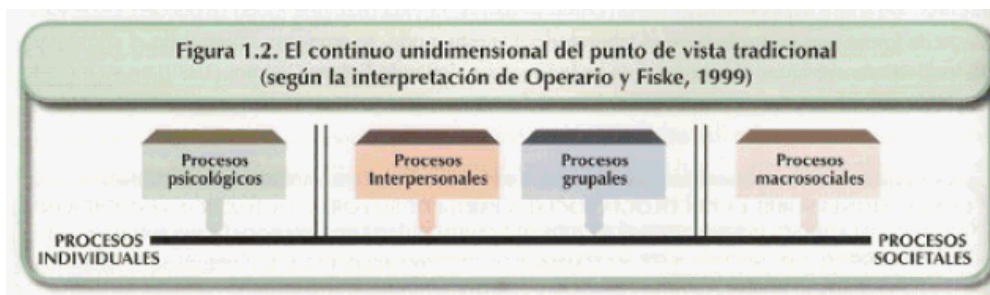 Figura 1.2. El continuo unidimensional del punto de vista tradicional
(según la interpretación de Operario y Fiske, 1999)
Procesos
psicológicos
Procesos
Interpersonales
Procesos
grupales
Procesos
macrosociales
PROCESOS
INDIVIDUALES
PROCESOS
SOCIETALES